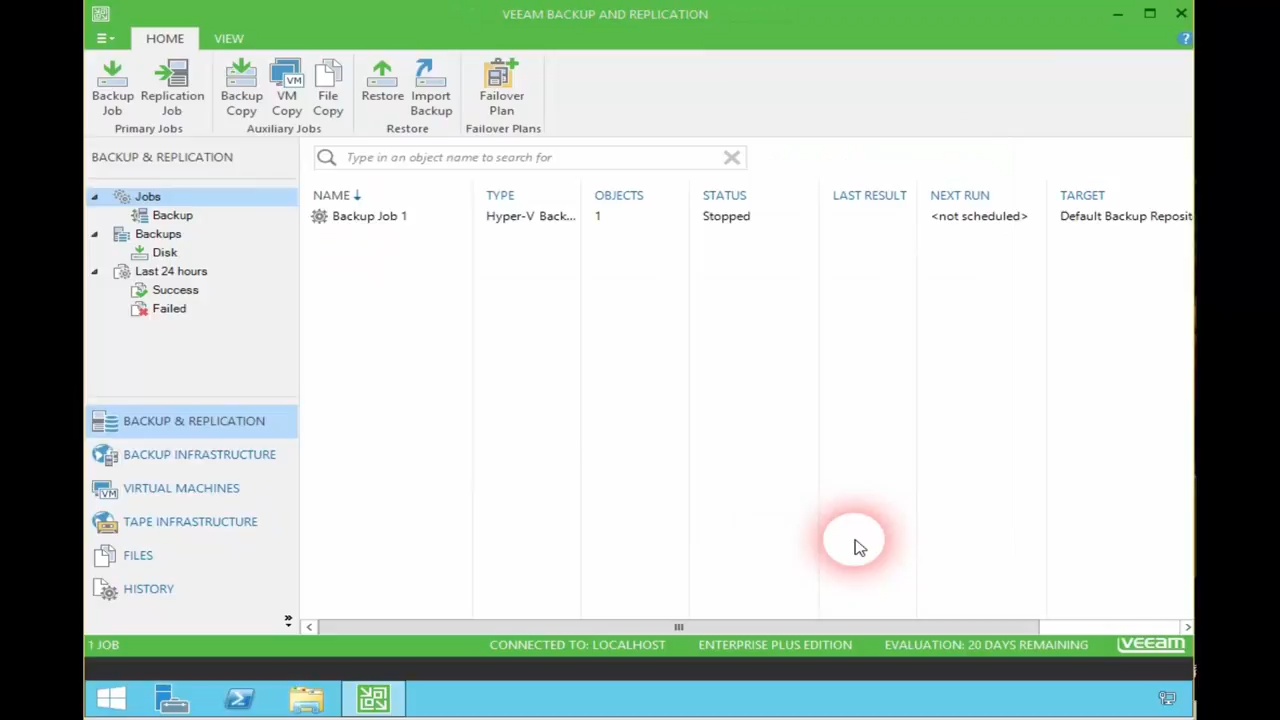 VEEAM BACKUP AND REPLICATION
HOME VIEW
Backup Job
Replication Job
Primary Jobs
Backup Copy
VM Copy
File Copy
Auxiliary Jobs
Restore
Import Backup
Restore
Failover Plan
Failover Plans
BACKUP & REPLICATION
Jobs
Backup
Backups
Disk
Last 24 hours
Success
Failed
BACKUP & REPLICATION
BACKUP INFRASTRUCTURE
VIRTUAL MACHINES
TAPE INFRASTRUCTURE
FILES
HISTORY
Type in an object name to search for
NAME TYPE OBJECTS STATUS LAST RESULT NEXT RUN TARGET
Backup Job 1 Hyper-V Back... 1 Stopped <not scheduled> Default Backup Reposit
1 JOB CONNECTED TO: LOCALHOST ENTERPRISE PLUS EDITION EVALUATION: 20 DAYS REMAINING veeam